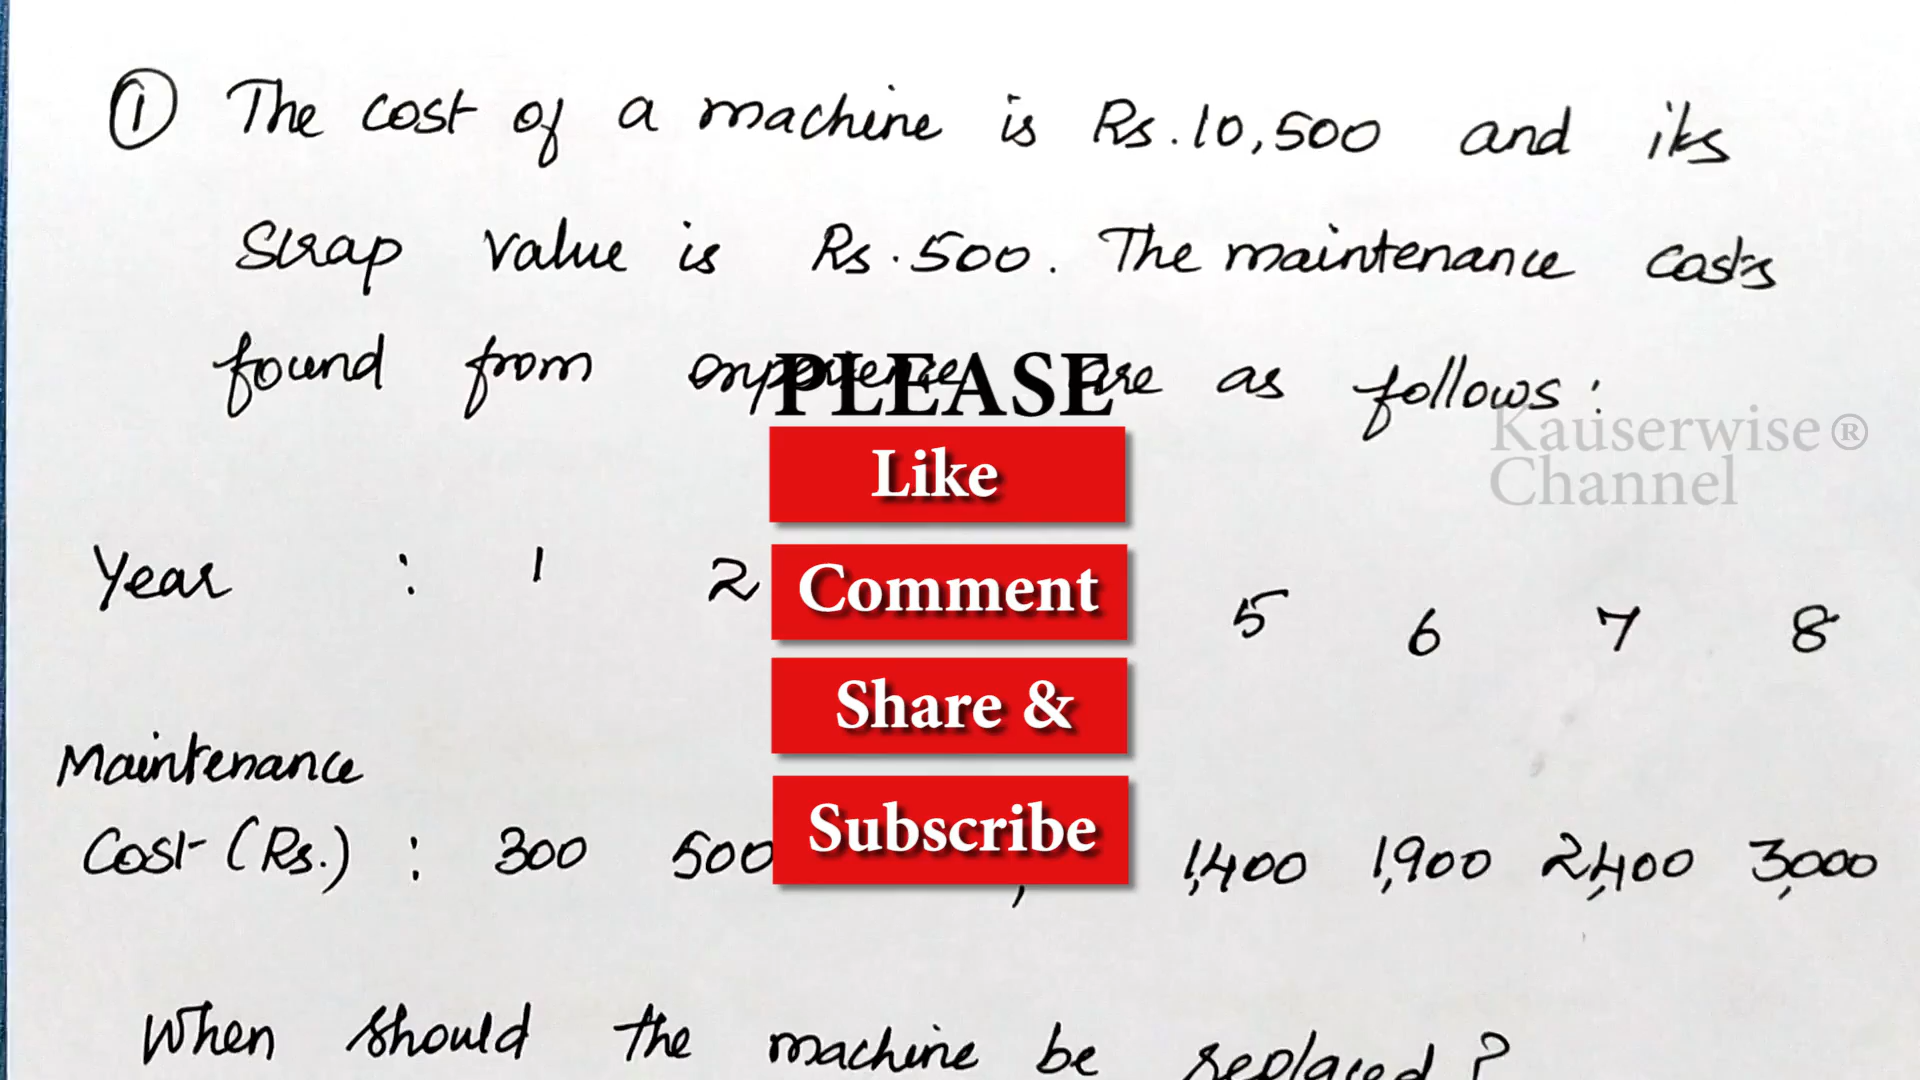 ① The cost of a machine is Rs.10,500 and its
Scrap value is Rs.500. The maintenance costs
found from are as follows:
PLEASE
Kauserwise®
Channel
Like
Year : 1 2 5 6 7 8
Comment
Share &
Maintenance
Cost (Rs.) : 300 500 1,400 1,900 2,400 3,000
Subscribe
When should the machine be replaced?